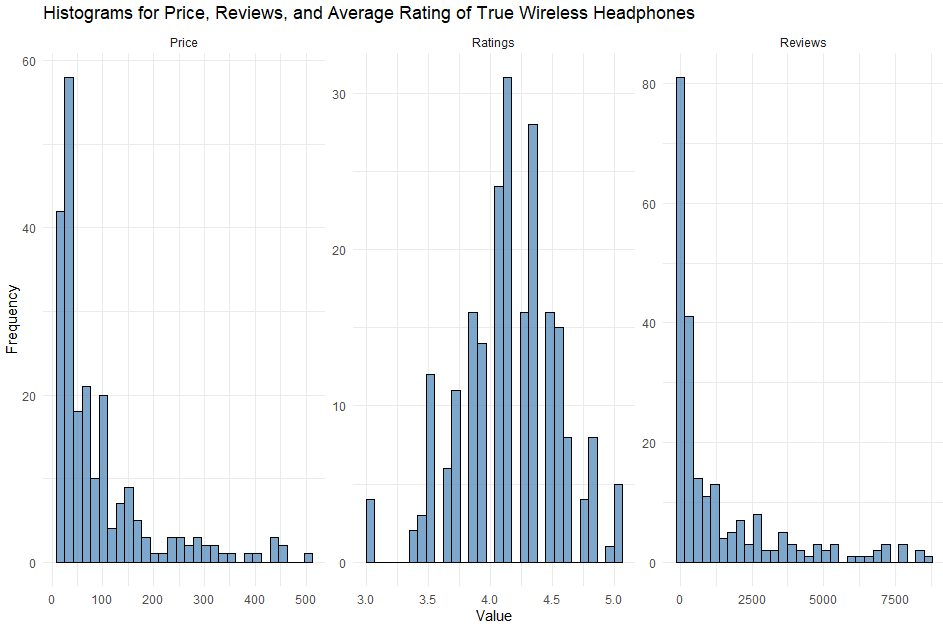 Histograms for Price, Reviews, and Average Rating of True Wireless Headphones
Price Ratings Reviews
60
40
20
0
30
20
10
0
80
60
40
20
0
Frequency
0 100 200 300 400 500
3.0 3.5 4.0 4.5 5.0
0 2500 5000 7500
Value